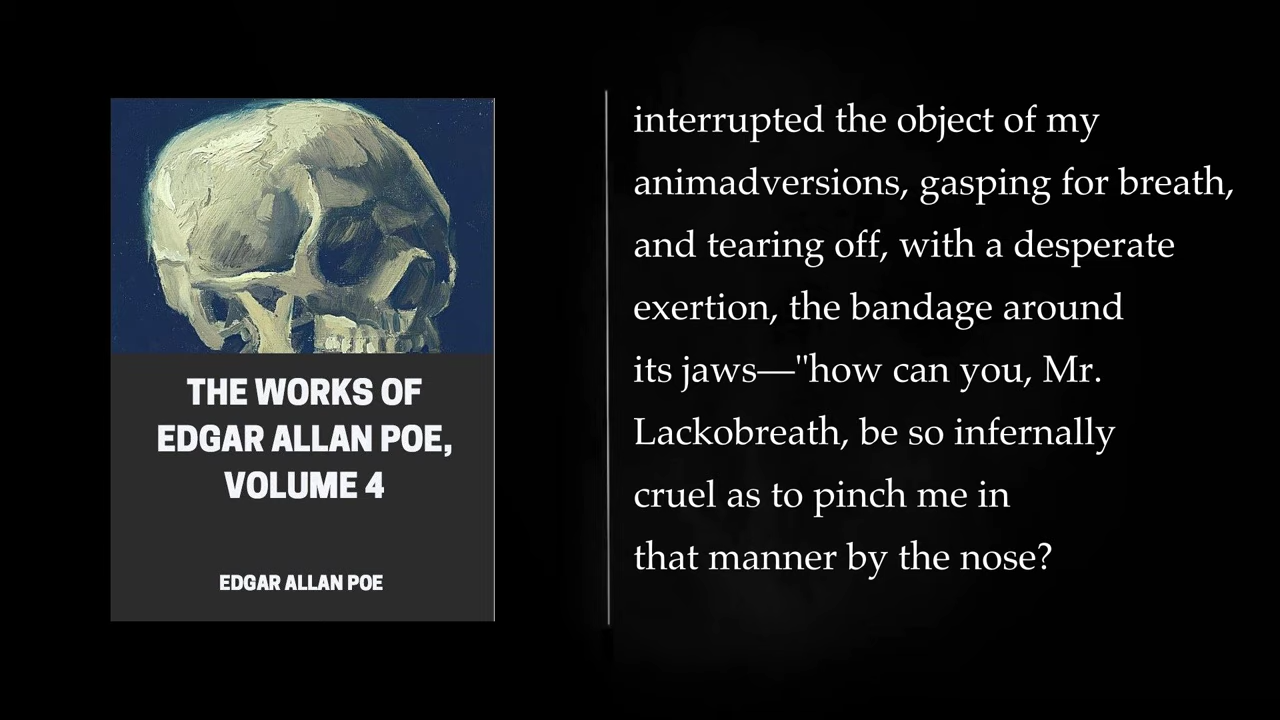 THE WORKS OF
EDGAR ALLAN POE,
VOLUME 4
EDGAR ALLAN POE
interrupted the object of my
animadversions, gasping for breath,
and tearing off, with a desperate
exertion, the bandage around
its jaws—"how can you, Mr.
Lackobreath, be so infernally
cruel as to pinch me in
that manner by the nose?